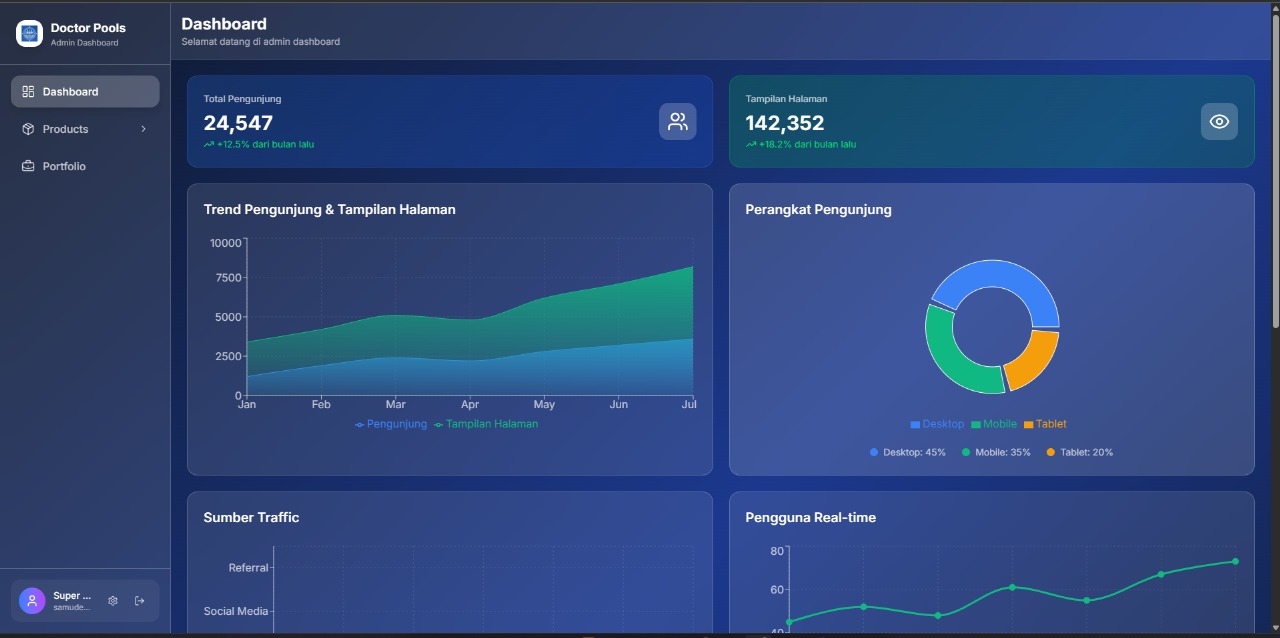 Doctor Pools
Admin Dashboard
Dashboard
Products
Portfolio
Super ...
samude...
Dashboard
Selamat datang di admin dashboard
Total Pengunjung
24,547
+12.5% dari bulan lalu
Tampilan Halaman
142,352
+18.2% dari bulan lalu
Trend Pengunjung & Tampilan Halaman
10000
7500
5000
2500
0
Jan Feb Mar Apr May Jun Jul
Pengunjung Tampilan Halaman
Perangkat Pengunjung
Desktop Mobile Tablet
Desktop: 45% Mobile: 35% Tablet: 20%
Sumber Traffic
Referral
Social Media
Pengguna Real-time
80
60
40